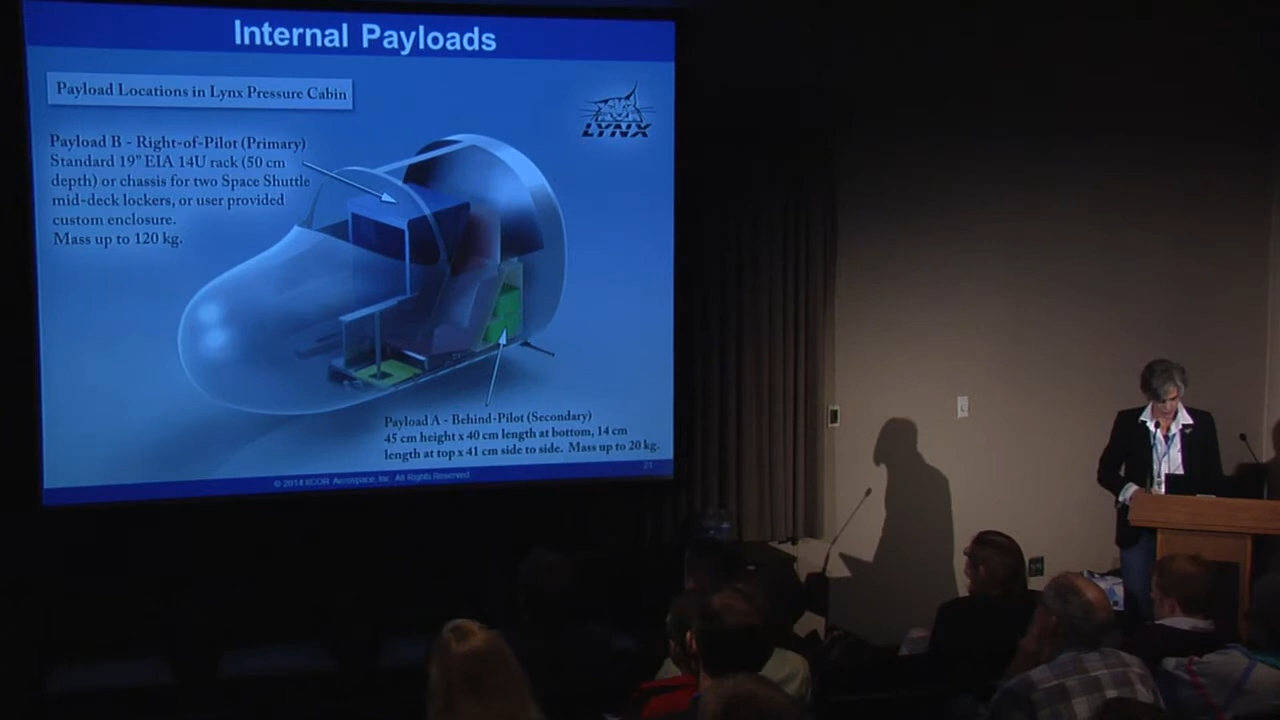 Internal Payloads
Payload Locations in Lynx Pressure Cabin
LYNX
Payload B - Right-of-Pilot (Primary)
Standard 19" EIA 14U rack (50 cm
depth) or chassis for two Space Shuttle
mid-deck lockers, or user provided
custom enclosure.
Mass up to 120 kg.
Payload A - Behind-Pilot (Secondary)
45 cm height x 40 cm length at bottom, 14 cm
length at top x 41 cm side to side. Mass up to 20 kg.
© 2014 XCOR Aerospace, Inc. All Rights Reserved.
21